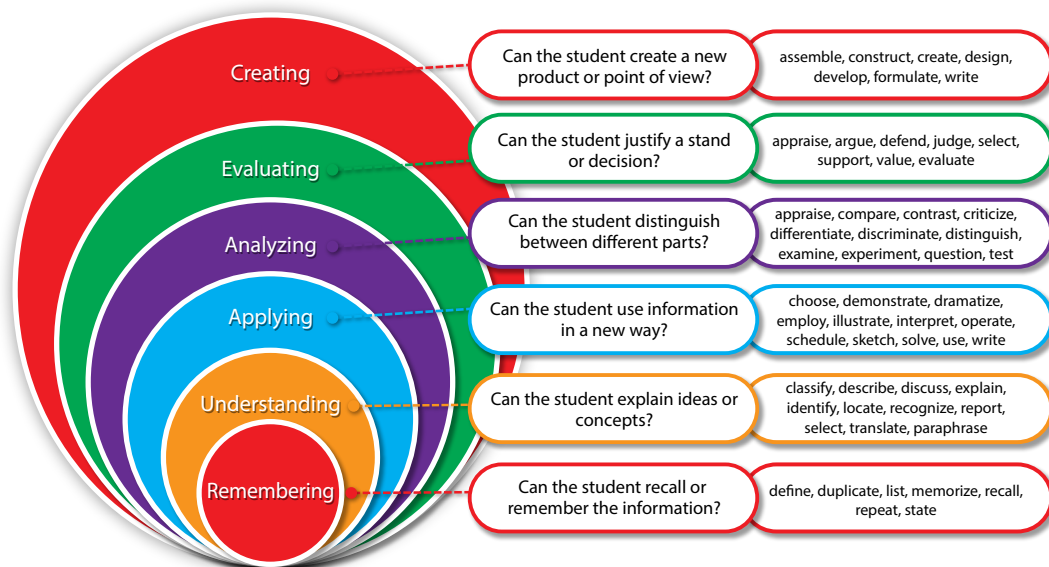 Creating
Can the student create a new
product or point of view?
assemble, construct, create, design,
develop, formulate, write
Evaluating
Can the student justify a stand
or decision?
appraise, argue, defend, judge, select,
support, value, evaluate
Analyzing
Can the student distinguish
between different parts?
appraise, compare, contrast, criticize,
differentiate, discriminate, distinguish,
examine, experiment, question, test
Applying
Can the student use information
in a new way?
choose, demonstrate, dramatize,
employ, illustrate, interpret, operate,
schedule, sketch, solve, use, write
Understanding
Can the student explain ideas or
concepts?
classify, describe, discuss, explain,
identify, locate, recognize, report,
select, translate, paraphrase
Remembering
Can the student recall or
remember the information?
define, duplicate, list, memorize, recall,
repeat, state